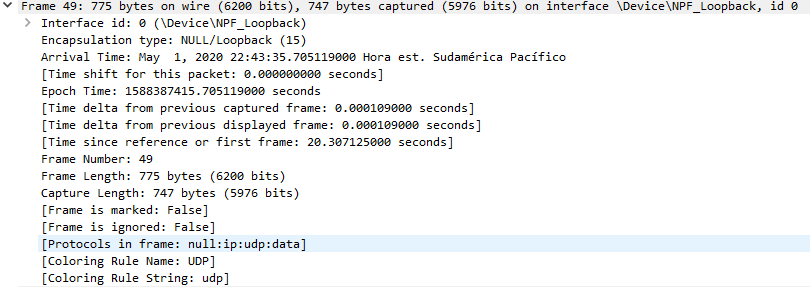 Frame 49: 775 bytes on wire (6200 bits), 747 bytes captured (5976 bits) on interface \Device\NPF_Loopback, id 0
Interface id: 0 (\Device\NPF_Loopback)
Encapsulation type: NULL/Loopback (15)
Arrival Time: May  1, 2020 22:43:35.705119000 Hora est. Sudamérica Pacífico
[Time shift for this packet: 0.000000000 seconds]
Epoch Time: 1588387415.705119000 seconds
[Time delta from previous captured frame: 0.000109000 seconds]
[Time delta from previous displayed frame: 0.000109000 seconds]
[Time since reference or first frame: 20.307125000 seconds]
Frame Number: 49
Frame Length: 775 bytes (6200 bits)
Capture Length: 747 bytes (5976 bits)
[Frame is marked: False]
[Frame is ignored: False]
[Protocols in frame: null:ip:udp:data]
[Coloring Rule Name: UDP]
[Coloring Rule String: udp]